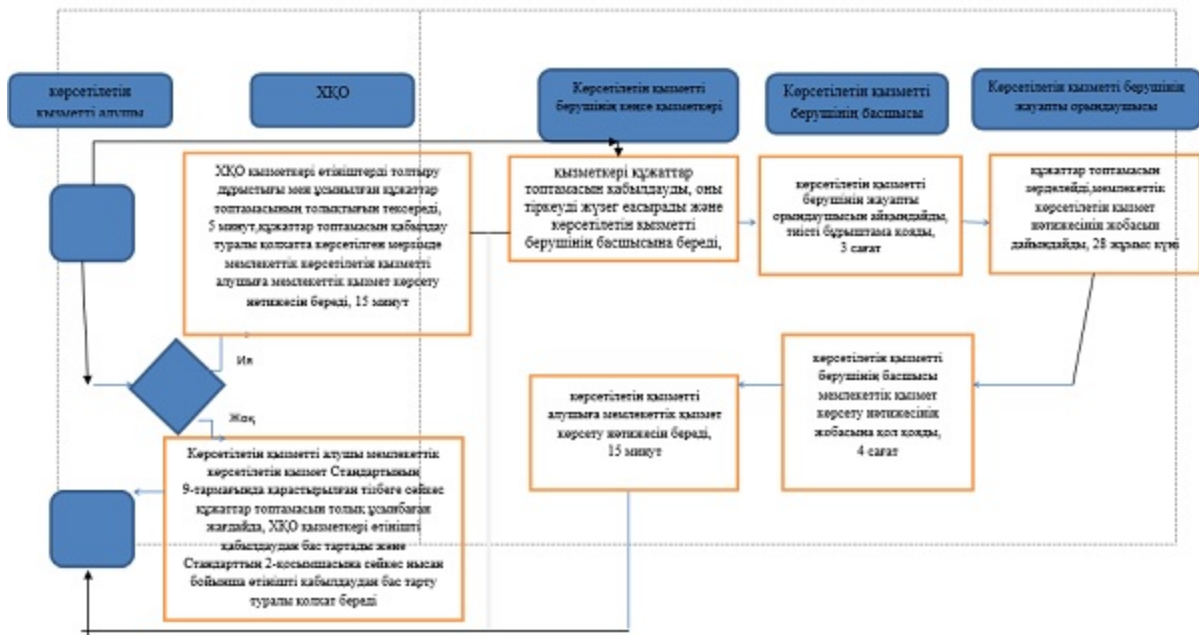 көрсетілетін
қызметті алушы
ХҚО
Көрсетілетін қызметті
берушінің кеңсе қызметкері
Көрсетілетін қызметті
берушінің басшысы
Көрсетілетін қызметті берушінің
жауапты орындаушысы
ХҚО қызметкері өтініштерді толтыру
дұрыстығы мен ұсынылған құжаттар
топтамасының толықтығын тексереді,
5 минут,құжаттар топтамасын қабылдау
туралы қолхатта көрсетілген мерзімде
мемлекеттік көрсетілетін қызметті
алушыға мемлекеттік қызмет көрсету
нәтижесін береді, 15 минут
қызметкері құжаттар
топтамасын қабылдауды, оны
тіркеуді жүзег еасырады және
көрсетілетін қызметті
берушінің басшысына береді,
көрсетілетін қызметті
берушінің жауапты
орындаушысын айқындайды,
тиісті бұрыштама қояды,
3 сағат
құжаттар топтамасын
зерделейді,мемлекеттік
көрсетілетін қызмет
нәтижесінің жобасын
дайындайды, 28 жұмыс күні
Ия
Жоқ
көрсетілетін қызметті
алушыға мемлекеттік қызмет
көрсету нәтижесін береді,
15 минут
көрсетілетін қызметті
берушінің басшысы
мемлекеттік қызмет
көрсету нәтижесінің
жобасына қол қояды,
4 сағат
Көрсетілетін қызметті алушы мемлекеттік
көрсетілетін қызмет Стандартының
9-тармағында қарастырылған тізбеге сәйкес
құжаттар топтамасын толық ұсынбаған
жағдайда, ХҚО қызметкері өтінішті
қабылдаудан бас тартады және
Стандарттың 2-қосымшасына сәйкес нысан
бойынша өтінішті қабылдаудан бас тарту
туралы қолхат береді